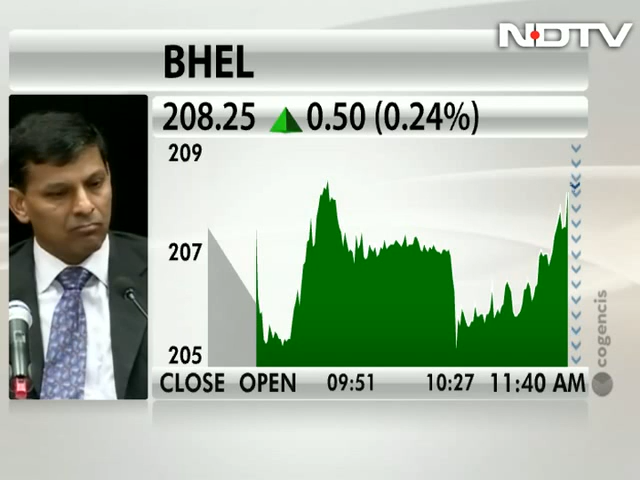 NDTV
BHEL
208.25 ▲ 0.50 (0.24%)
209
207
205
CLOSE OPEN 09:51 10:27 11:40 AM
cogencis